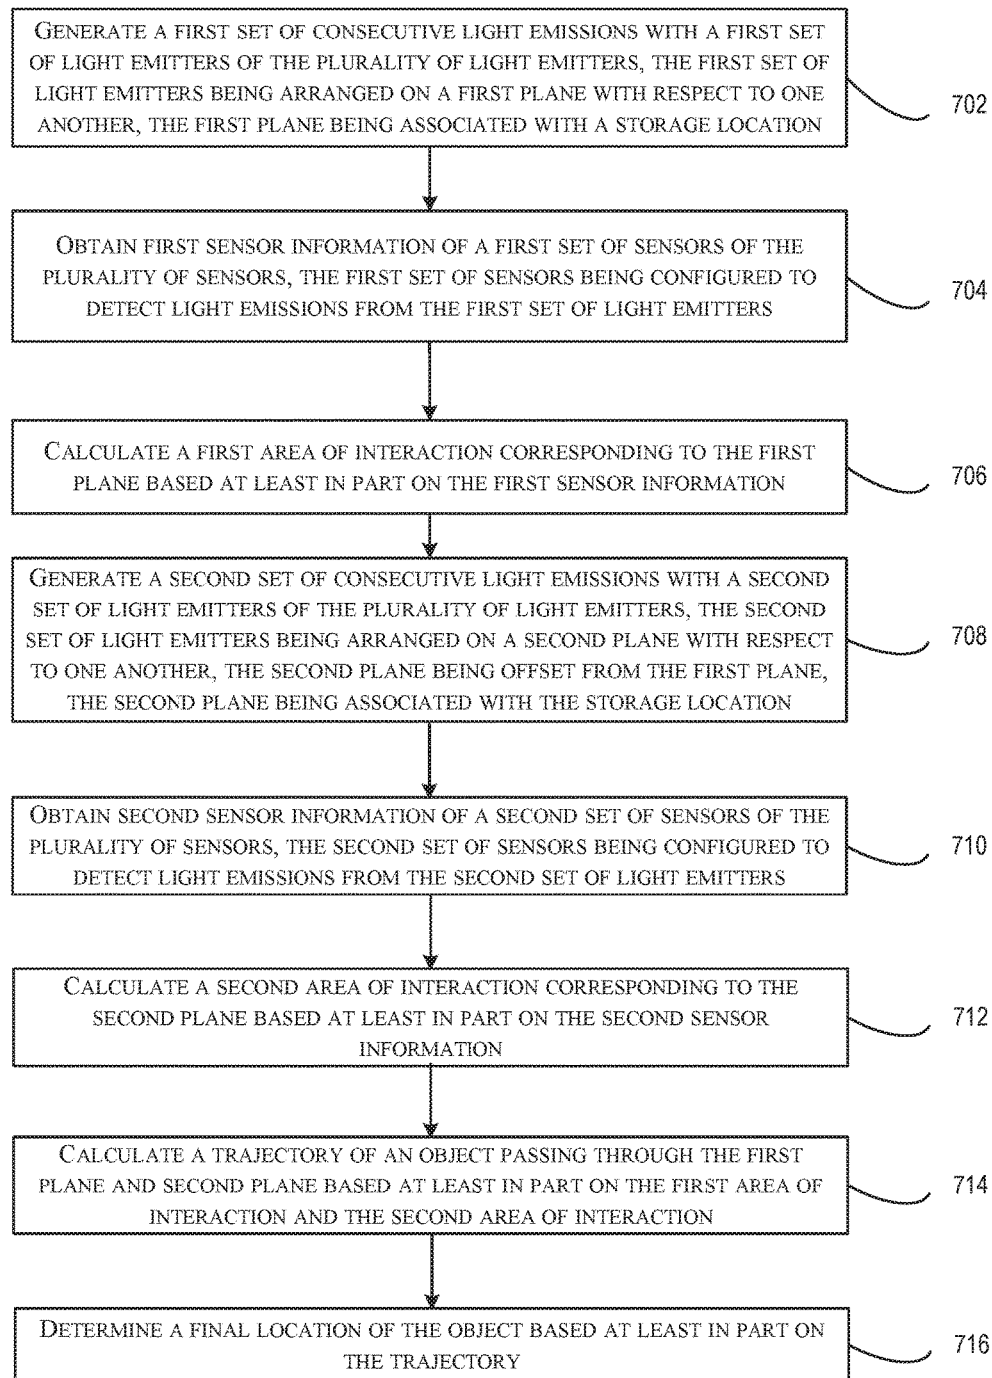 GENERATE A FIRST SET OF CONSECUTIVE LIGHT EMISSIONS WITH A FIRST SET
OF LIGHT EMITTERS OF THE PLURALITY OF LIGHT EMITTERS, THE FIRST SET OF
LIGHT EMITTERS BEING ARRANGED ON A FIRST PLANE WITH RESPECT TO ONE
ANOTHER, THE FIRST PLANE BEING ASSOCIATED WITH A STORAGE LOCATION
702
OBTAIN FIRST SENSOR INFORMATION OF A FIRST SET OF SENSORS OF THE
PLURALITY OF SENSORS, THE FIRST SET OF SENSORS BEING CONFIGURED TO
DETECT LIGHT EMISSIONS FROM THE FIRST SET OF LIGHT EMITTERS
704
CALCULATE A FIRST AREA OF INTERACTION CORRESPONDING TO THE FIRST
PLANE BASED AT LEAST IN PART ON THE FIRST SENSOR INFORMATION
706
GENERATE A SECOND SET OF CONSECUTIVE LIGHT EMISSIONS WITH A SECOND
SET OF LIGHT EMITTERS OF THE PLURALITY OF LIGHT EMITTERS, THE SECOND
SET OF LIGHT EMITTERS BEING ARRANGED ON A SECOND PLANE WITH RESPECT
TO ONE ANOTHER, THE SECOND PLANE BEING OFFSET FROM THE FIRST PLANE,
THE SECOND PLANE BEING ASSOCIATED WITH THE STORAGE LOCATION
708
OBTAIN SECOND SENSOR INFORMATION OF A SECOND SET OF SENSORS OF THE
PLURALITY OF SENSORS, THE SECOND SET OF SENSORS BEING CONFIGURED TO
DETECT LIGHT EMISSIONS FROM THE SECOND SET OF LIGHT EMITTERS
710
CALCULATE A SECOND AREA OF INTERACTION CORRESPONDING TO THE
SECOND PLANE BASED AT LEAST IN PART ON THE SECOND SENSOR
INFORMATION
712
CALCULATE A TRAJECTORY OF AN OBJECT PASSING THROUGH THE FIRST
PLANE AND SECOND PLANE BASED AT LEAST IN PART ON THE FIRST AREA OF
INTERACTION AND THE SECOND AREA OF INTERACTION
714
DETERMINE A FINAL LOCATION OF THE OBJECT BASED AT LEAST IN PART ON
THE TRAJECTORY
716